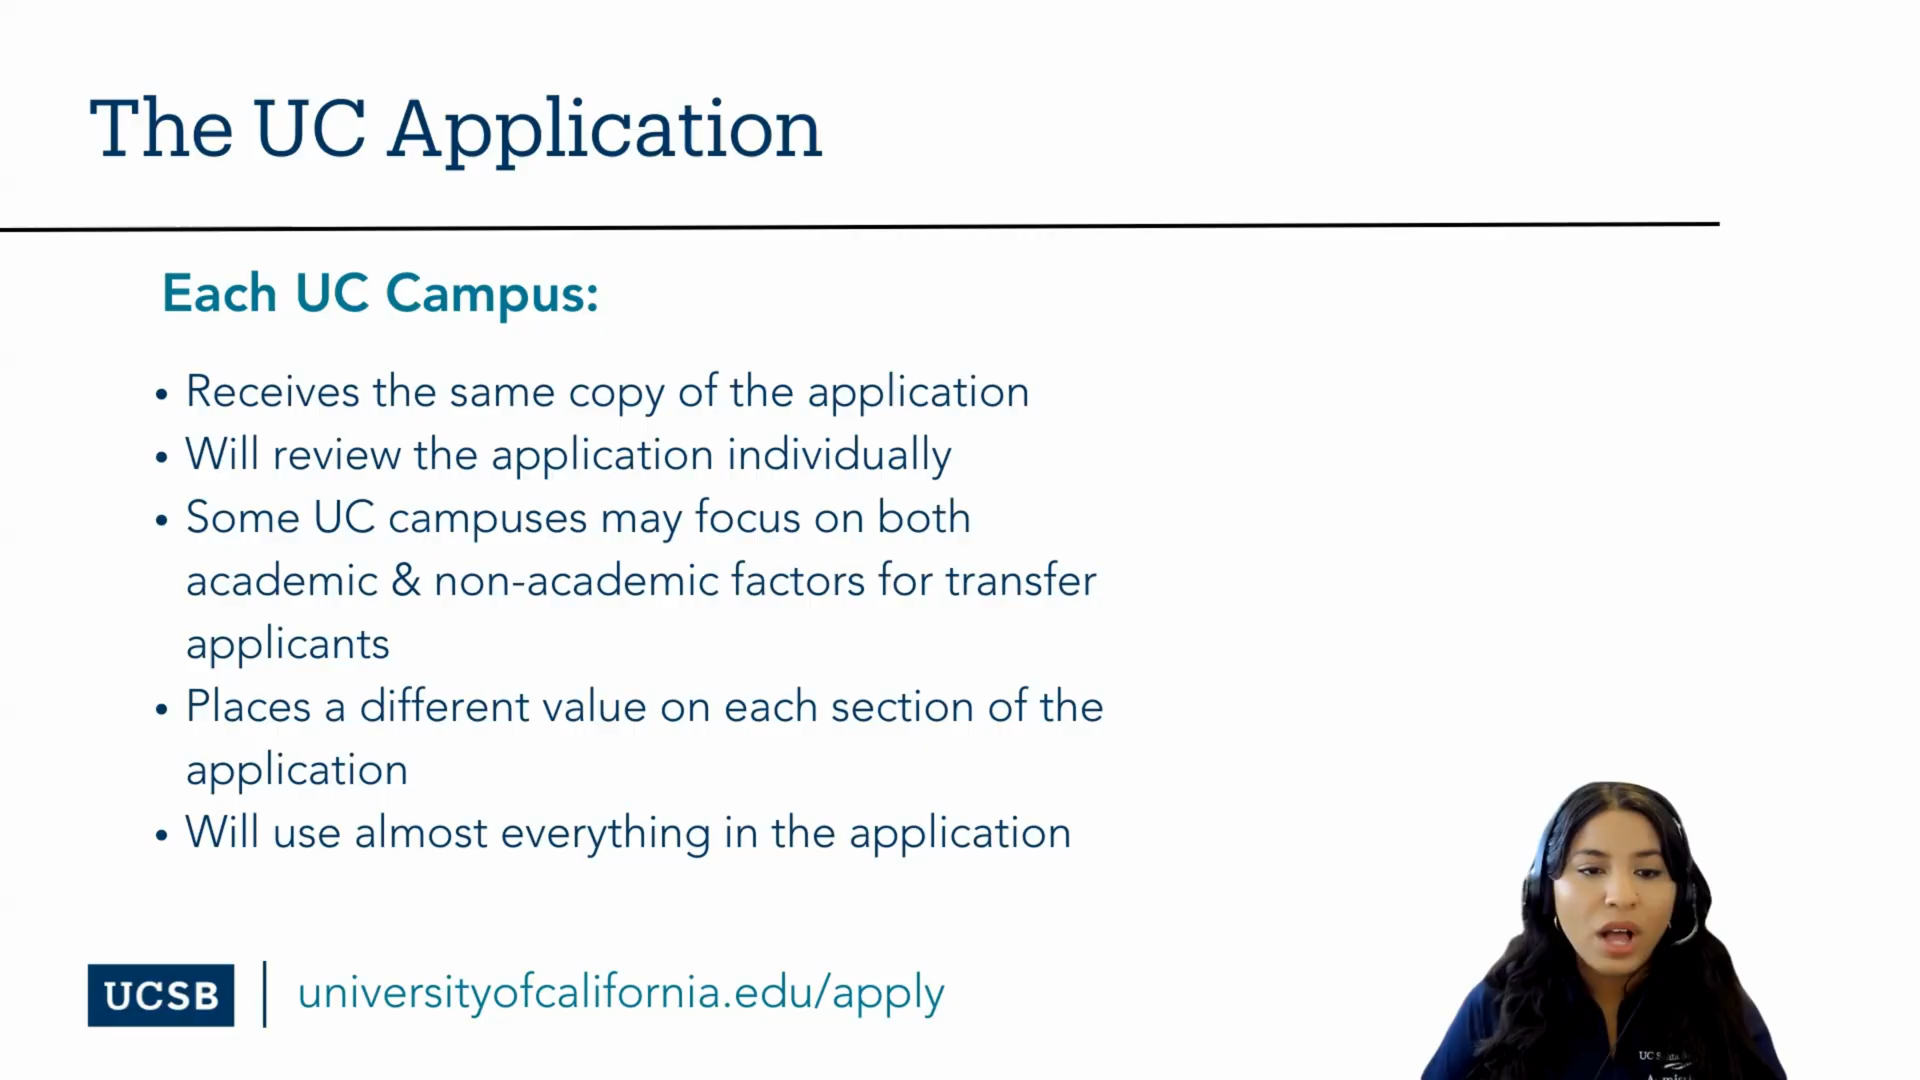 The UC Application
Each UC Campus:
• Receives the same copy of the application
• Will review the application individually
• Some UC campuses may focus on both
academic & non-academic factors for transfer
applicants
• Places a different value on each section of the
application
• Will use almost everything in the application
UCSB | universityofcalifornia.edu/apply
UC